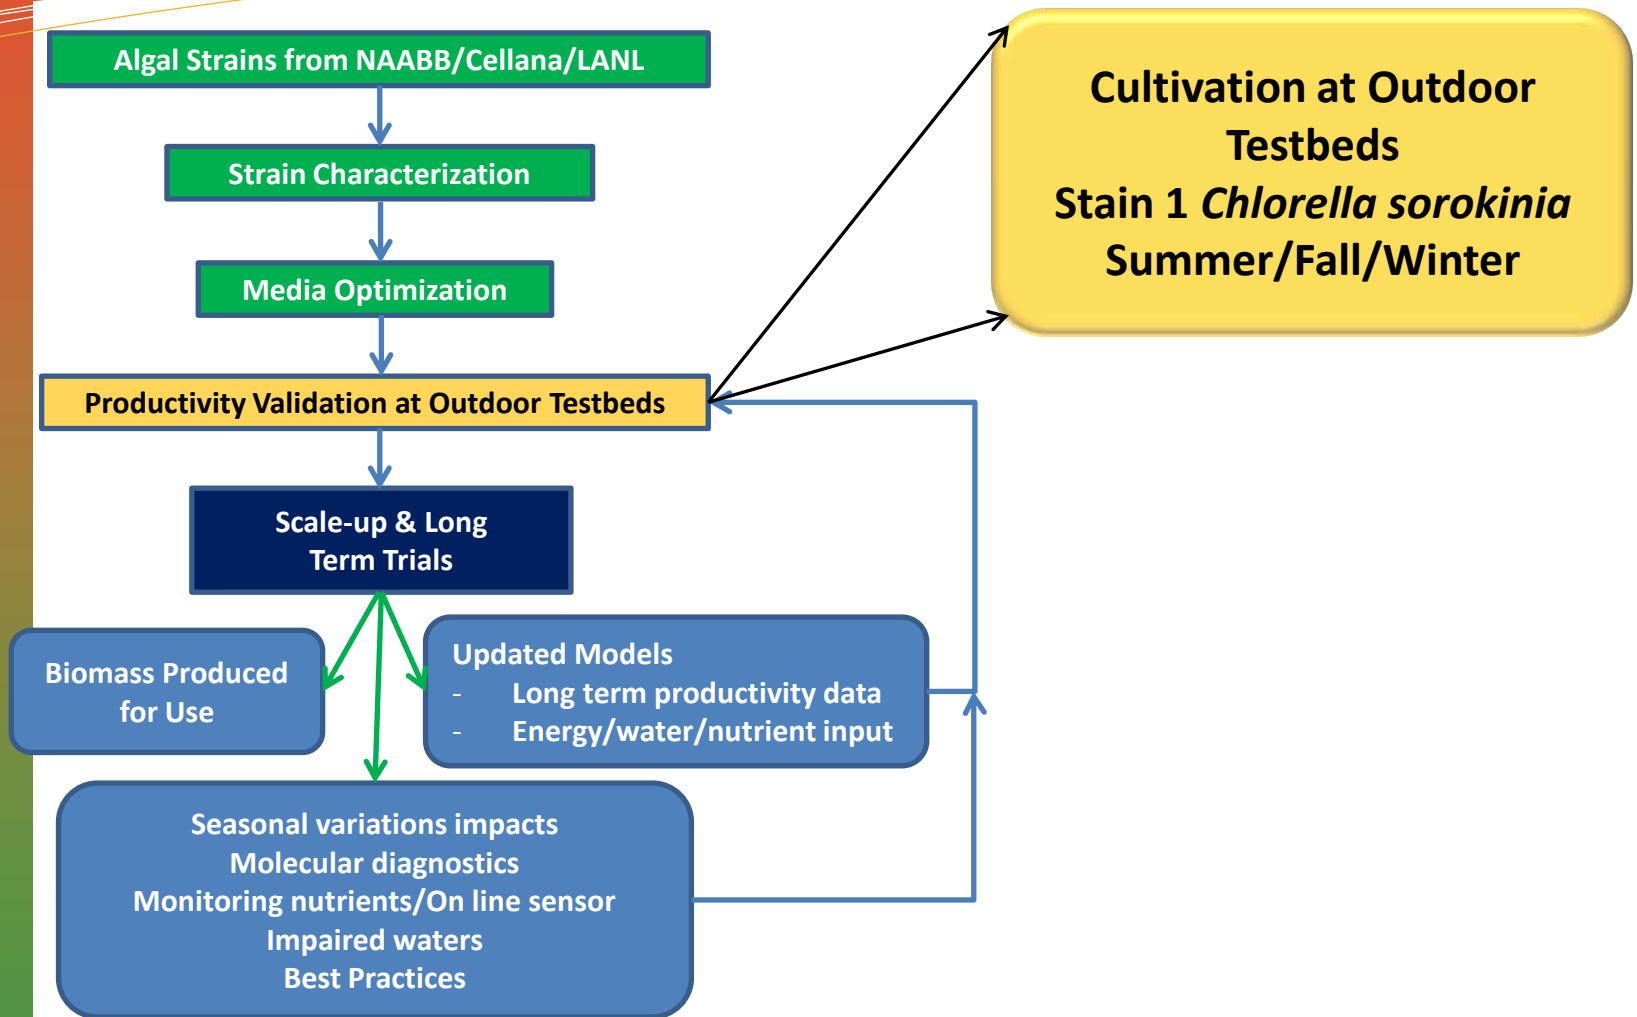 Algal Strains from NAABB/Cellana/LANL
Strain Characterization
Media Optimization
Productivity Validation at Outdoor Testbeds
Scale-up & Long
Term Trials
Biomass Produced
for Use
Updated Models
- Long term productivity data
- Energy/water/nutrient input
Seasonal variations impacts
Molecular diagnostics
Monitoring nutrients/On line sensor
Impaired waters
Best Practices
Cultivation at Outdoor
Testbeds
Stain 1 Chlorella sorokinia
Summer/Fall/Winter